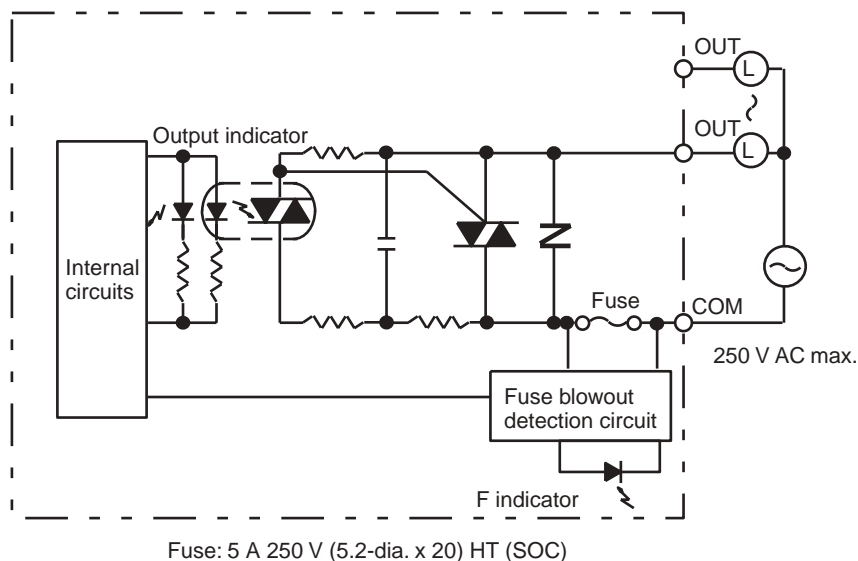 OUT
L
OUT
L
Output indicator
Internal
circuits
Fuse
COM
250 V AC max.
Fuse blowout
detection circuit
F indicator
Fuse: 5 A 250 V (5.2-dia. x 20) HT (SOC)